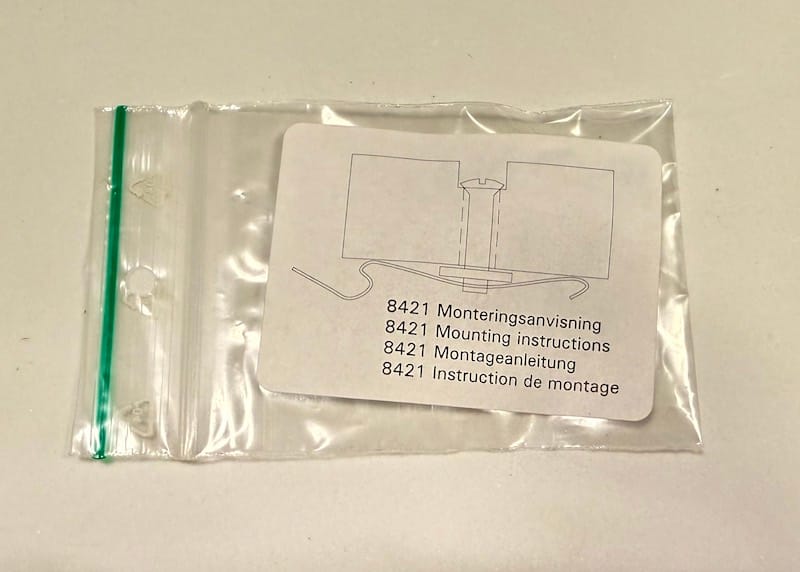 8421 Monteringsanvisning
8421 Mounting instructions
8421 Montageanleitung
8421 Instruction de montage